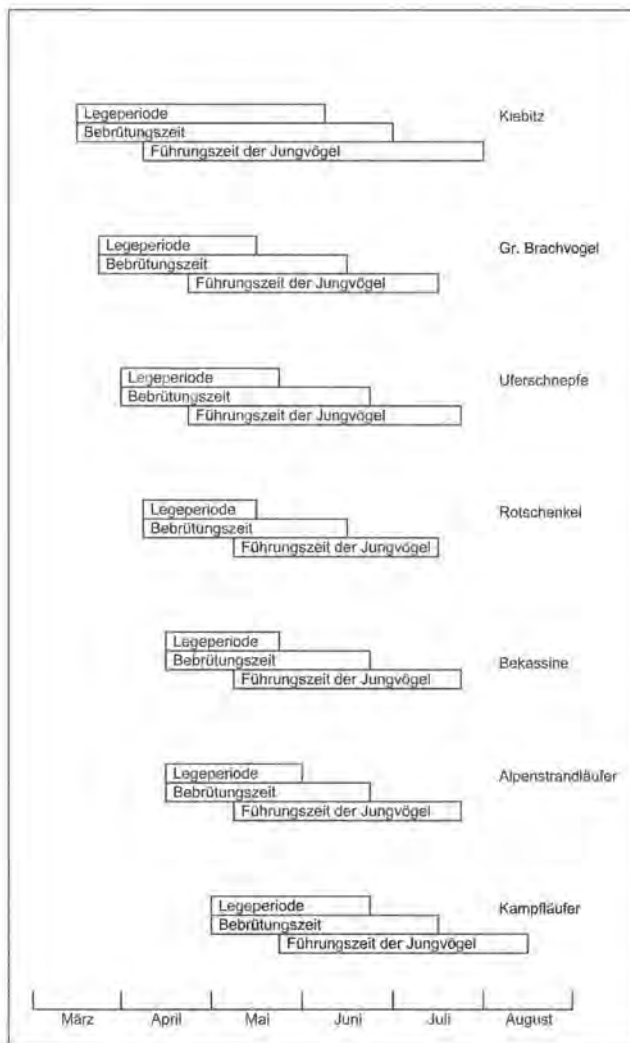 Legeperiode
Kiebitz
Bebrütungszeit
Führungszeit der Jungvögel
Legeperiode
Gr. Brachvogel
Bebrütungszeit
Führungszeit der Jungvögel
Legeperiode
Uferschnepfe
Bebrütungszeit
Führungszeit der Jungvögel
Legeperiode
Rotschenkel
Bebrütungszeit
Führungszeit der Jungvögel
Legeperiode
Bekassine
Bebrütungszeit
Führungszeit der Jungvögel
Legeperiode
Alpenstrandläufer
Bebrütungszeit
Führungszeit der Jungvögel
Legeperiode
Kampfläufer
Bebrütungszeit
Führungszeit der Jungvögel
März April Mai Juni Juli August